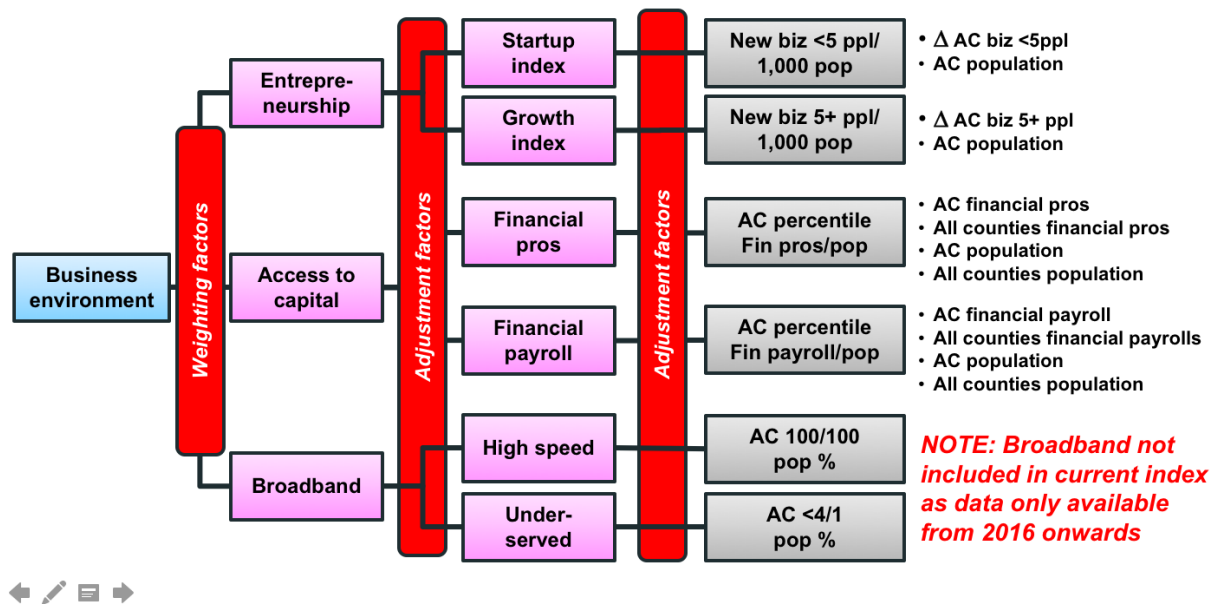 Business
environment
Weighting factors
Entrepre-
neurship
Access to
capital
Broadband
Adjustment factors
Startup
index
Growth
index
Financial
pros
Financial
payroll
High speed
Under-
served
Adjustment factors
New biz <5 ppl/
1,000 pop
New biz 5+ ppl/
1,000 pop
AC percentile
Fin pros/pop
AC percentile
Fin payroll/pop
AC 100/100
pop %
AC <4/1
pop %
• Δ AC biz <5ppl
• AC population
• Δ AC biz 5+ ppl
• AC population
• AC financial pros
• All counties financial pros
• AC population
• All counties population
• AC financial payroll
• All counties financial payrolls
• AC population
• All counties population
NOTE: Broadband not
included in current index
as data only available
from 2016 onwards